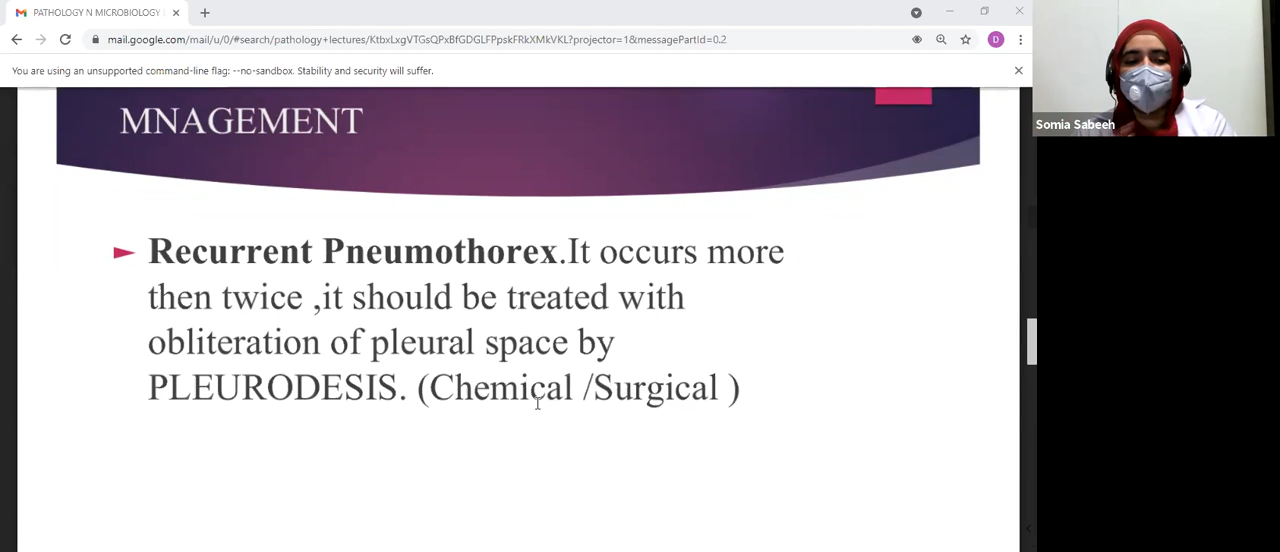 PATHOLOGY N MICROBIOLOGY
mail.google.com/mail/u/0/#search/pathology+lectures/KtbxLxgVTGsQPxBfGDGLFPpskFRkXMkVKL?projector=1&messagePartId=0.2
D
You are using an unsupported command-line flag: --no-sandbox. Stability and security will suffer.
MNAGEMENT
Recurrent Pneumothorex.It occurs more
then twice ,it should be treated with
obliteration of pleural space by
PLEURODESIS. (Chemical /Surgical )
Somia Sabeeh